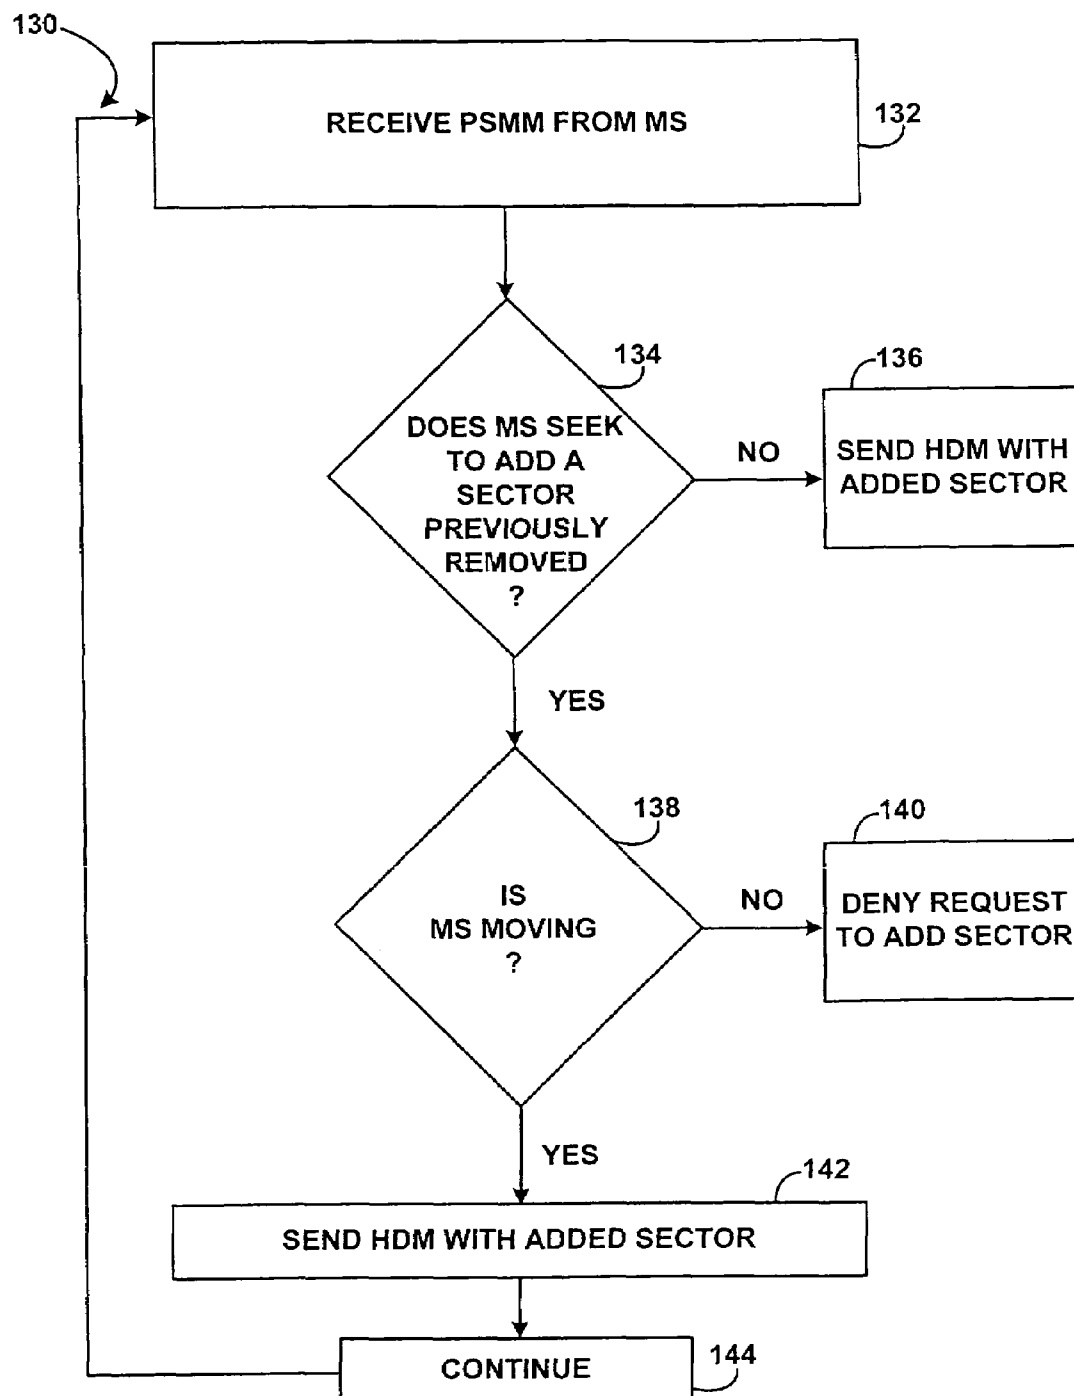 130
RECEIVE PSMM FROM MS
132
134
DOES MS SEEK
TO ADD A
SECTOR
PREVIOUSLY
REMOVED
?
NO
136
SEND HDM WITH
ADDED SECTOR
YES
138
IS
MS MOVING
?
NO
140
DENY REQUEST
TO ADD SECTOR
YES
142
SEND HDM WITH ADDED SECTOR
CONTINUE
144